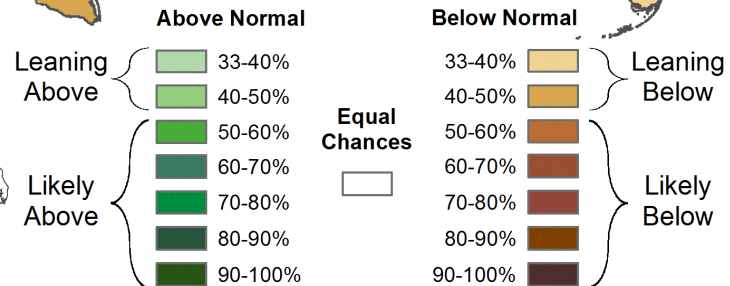 Above Normal
Leaning
Above
33-40%
40-50%
Likely
Above
50-60%
60-70%
70-80%
80-90%
90-100%
Equal
Chances
Below Normal
33-40%
40-50%
Leaning
Below
50-60%
60-70%
70-80%
80-90%
90-100%
Likely
Below